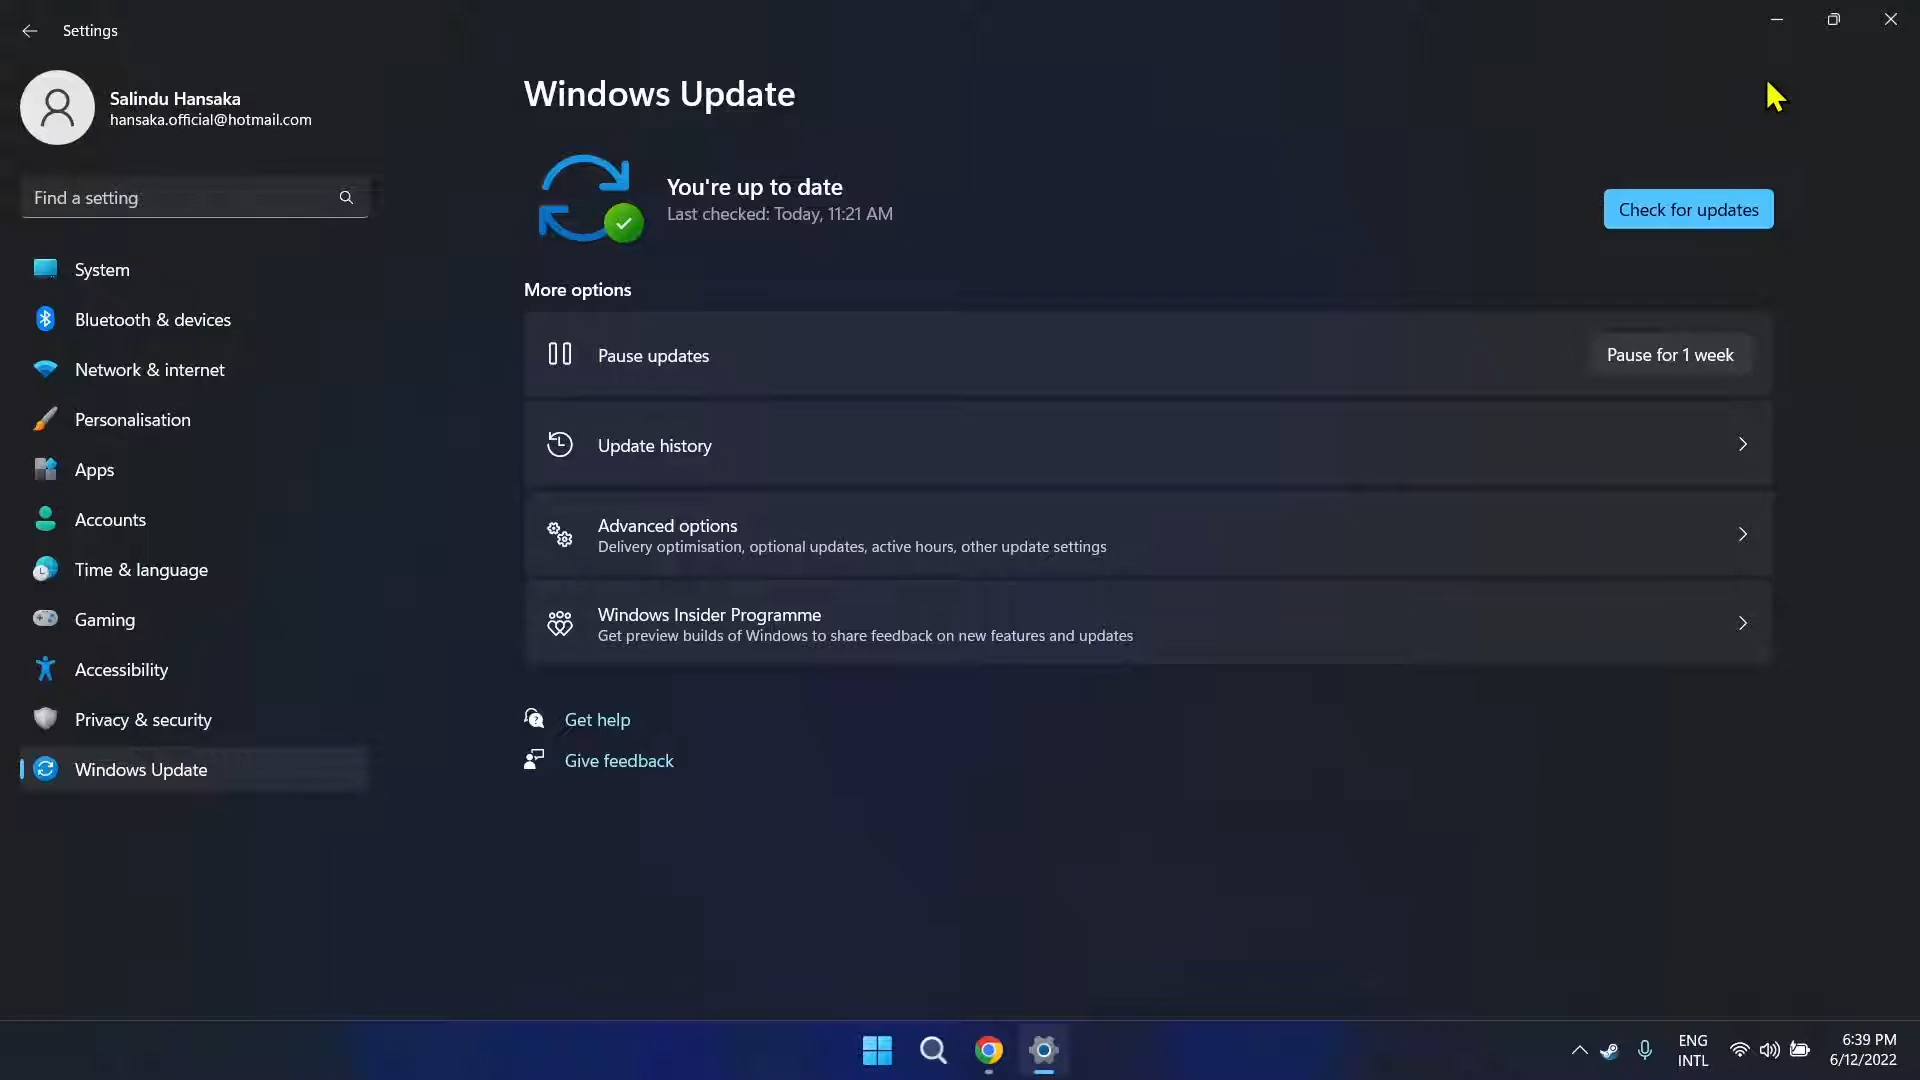 Settings
Salindu Hansaka
hansaka.official@hotmail.com
Find a setting
System
Bluetooth & devices
Network & internet
Personalisation
Apps
Accounts
Time & language
Gaming
Accessibility
Privacy & security
Windows Update
Windows Update
You're up to date
Last checked: Today, 11:21 AM
Check for updates
More options
Pause updates
Pause for 1 week
Update history
Advanced options
Delivery optimisation, optional updates, active hours, other update settings
Windows Insider Programme
Get preview builds of Windows to share feedback on new features and updates
Get help
Give feedback
ENG
INTL
6:39 PM
6/12/2022